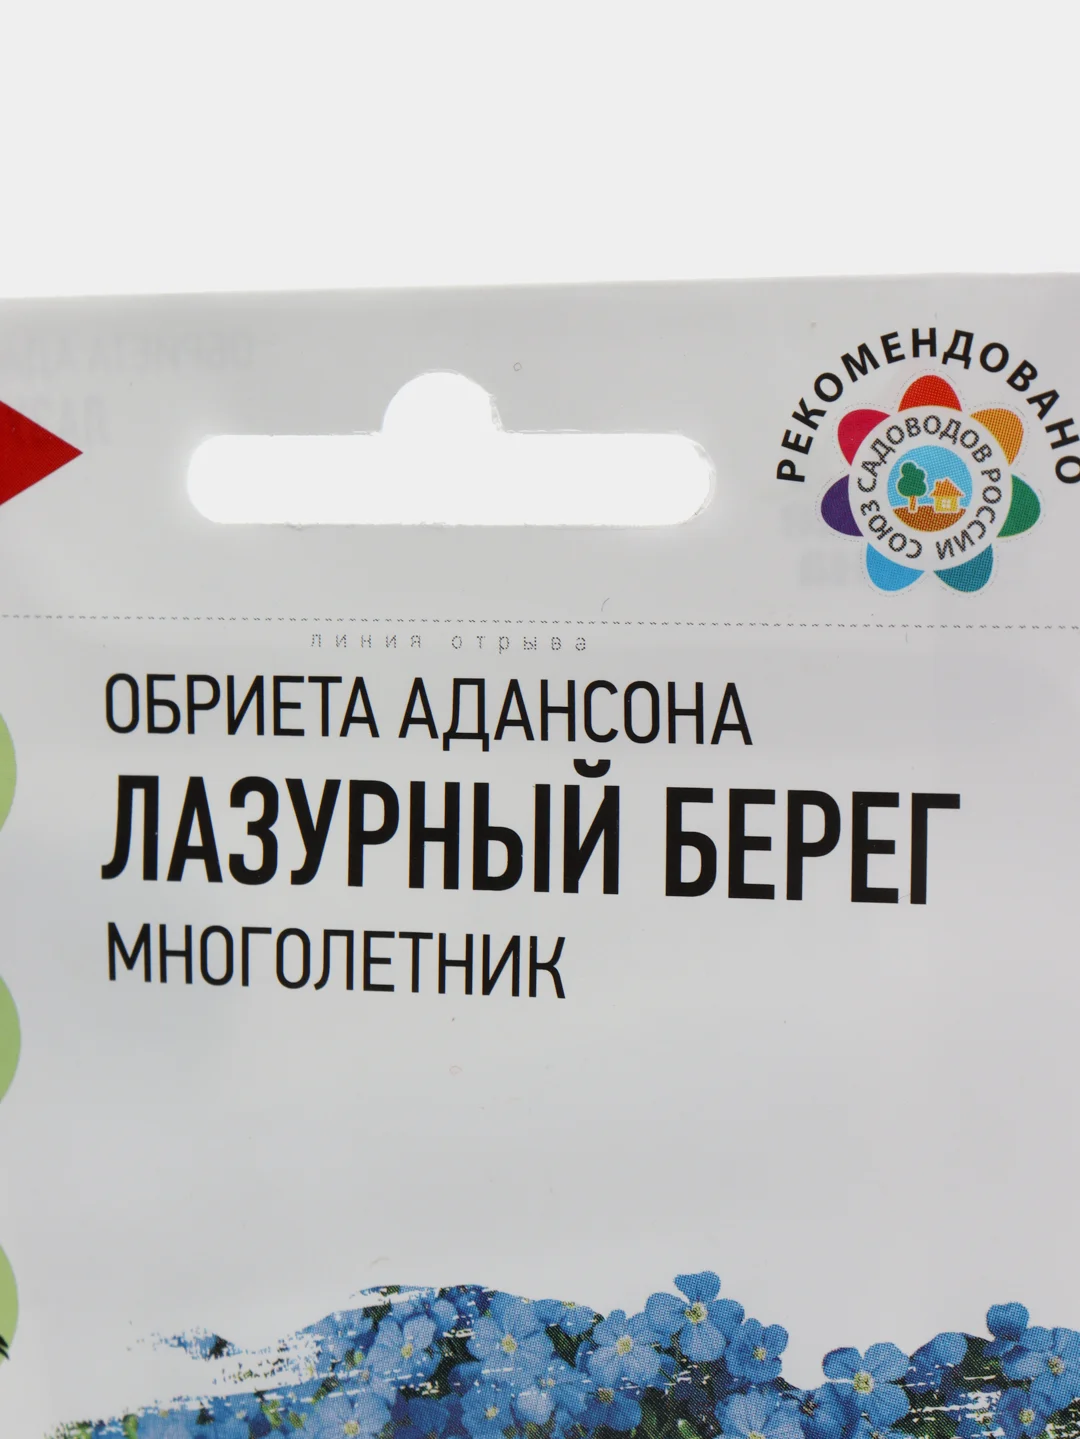 РЕКОМЕНДОВАНО
СОЮЗ САДОВОДОВ РОССИИ
линия отрыва
ОБРИЕТА АДАНСОНА
ЛАЗУРНЫЙ БЕРЕГ
МНОГОЛЕТНИК